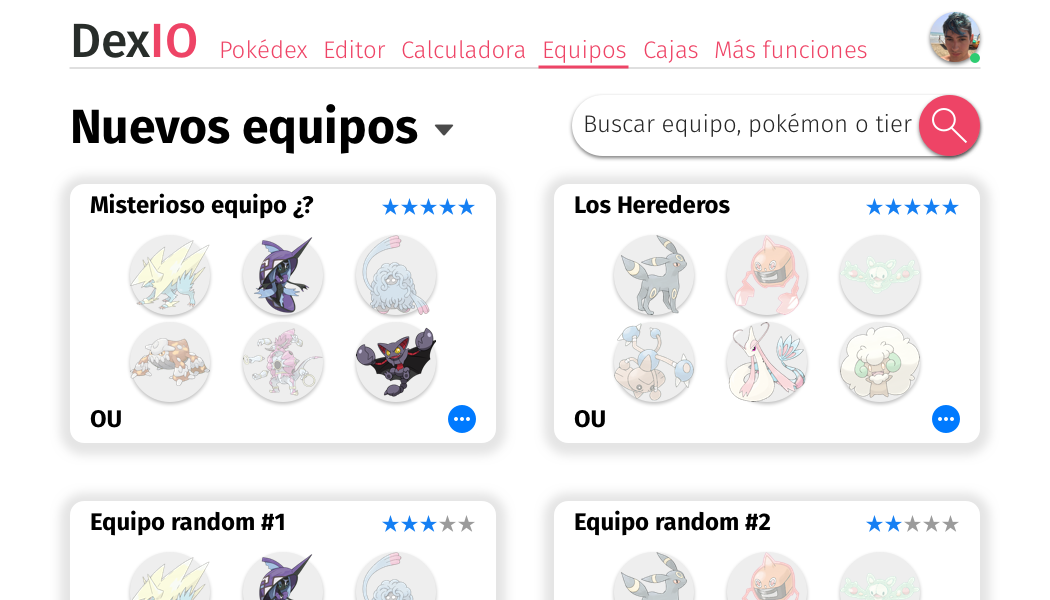 DexIO Pokédex Editor Calculadora Equipos Cajas Más funciones
Nuevos equipos
Buscar equipo, pokémon o tier
Misterioso equipo ¿?
OU
Los Herederos
OU
Equipo random #1
Equipo random #2